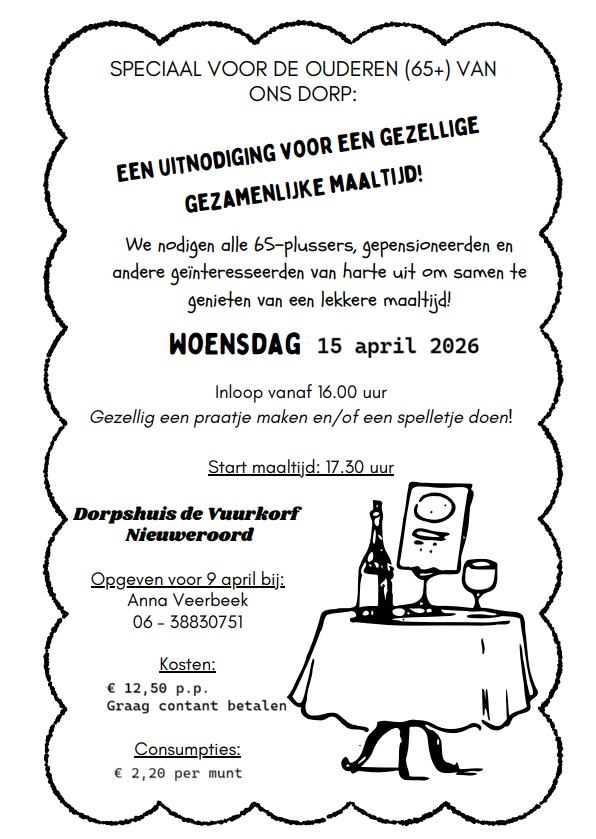 SPECIAAL VOOR DE OUDEREN (65+) VAN
ONS DORP:
EEN UITNODIGING VOOR EEN GEZELLIGE
GEZAMENLIJKE MAALTIJD!
We nodigen alle 65-plussers, gepensioneerden en
andere geïnteresseerden van harte uit om samen te
genieten van een lekkere maaltijd!
WOENSDAG 15 april 2026
Inloop vanaf 16.00 uur
Gezellig een praatje maken en/of een spelletje doen!
Start maaltijd: 17.30 uur
Dorpshuis de Vuurkorf
Nieuweroord
Opgeven voor 9 april bij:
Anna Veerbeek
06 - 38830751
Kosten:
€ 12,50 p.p.
Graag contant betalen
Consumpties:
€ 2,20 per munt